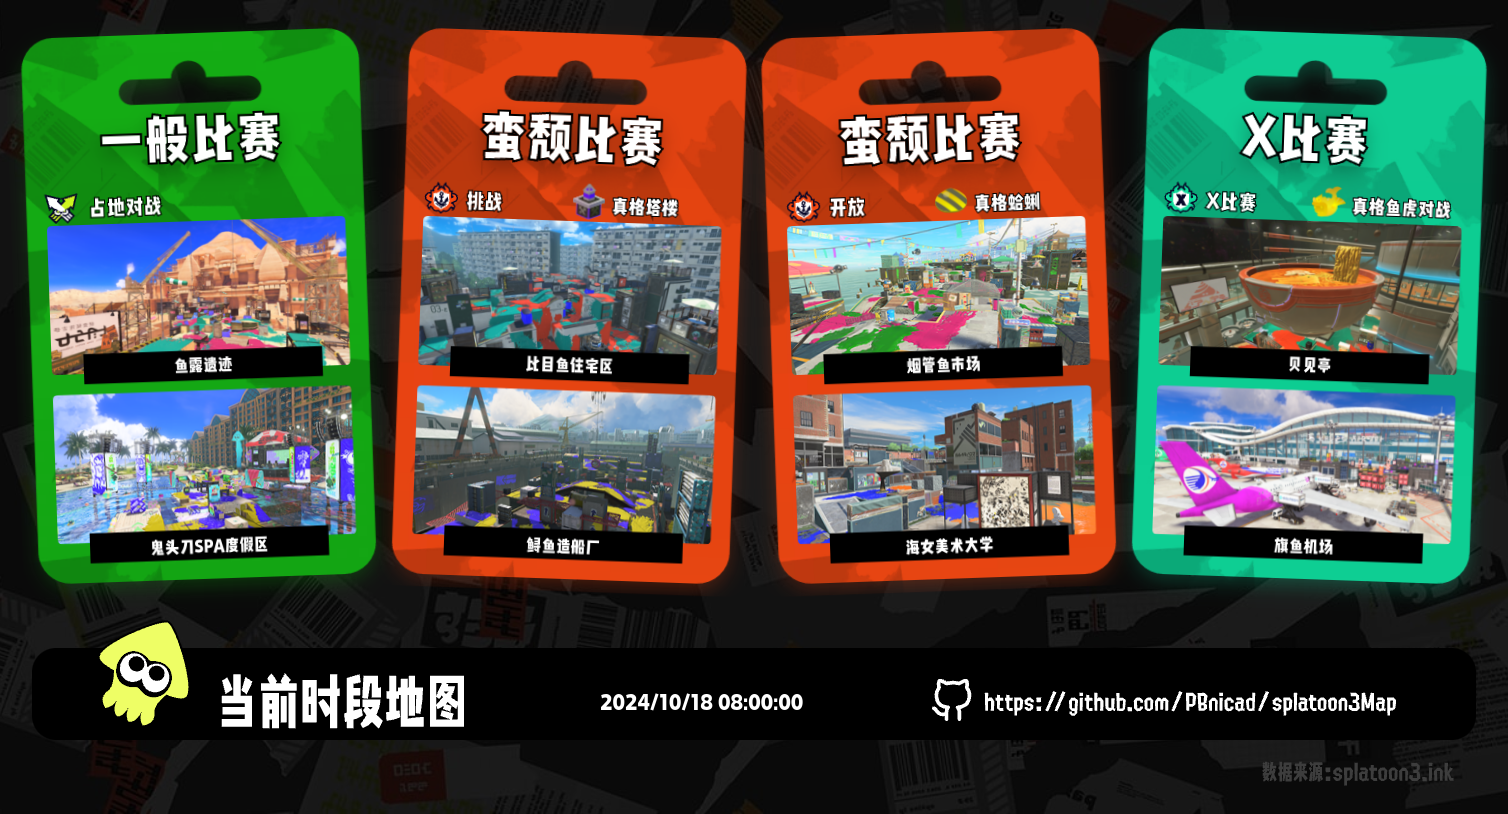 一般比赛
占地对战
鱼露遗迹
鬼头刀SPA度假区
蛮颓比赛
挑战
真格塔楼
比目鱼住宅区
鲟鱼造船厂
蛮颓比赛
开放
真格蛤蜊
烟管鱼市场
海女美术大学
X比赛
X比赛
真格鱼虎对战
贝见亭
旗鱼机场
当前时段地图
2024/10/18 08:00:00
https://github.com/PBnicad/splatoon3Map
数据来源:splatoon3.ink